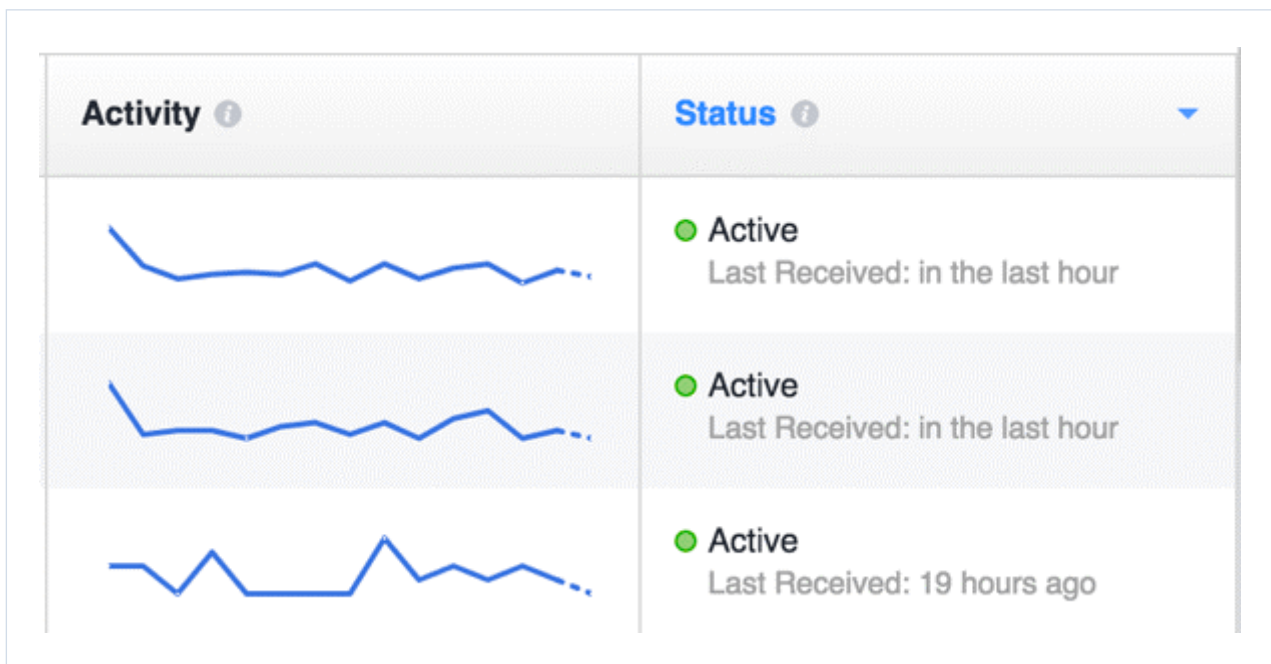 Activity
Status
Active
Last Received: in the last hour
Active
Last Received: in the last hour
Active
Last Received: 19 hours ago